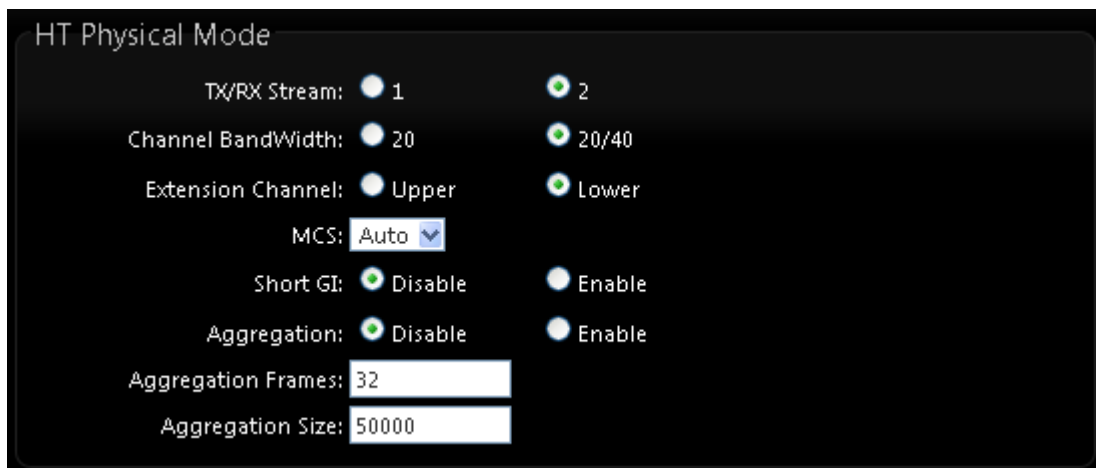 HT Physical Mode
TX/RX Stream: 1 2
Channel BandWidth: 20 20/40
Extension Channel: Upper Lower
MCS: Auto
Short GI: Disable Enable
Aggregation: Disable Enable
Aggregation Frames: 32
Aggregation Size: 50000